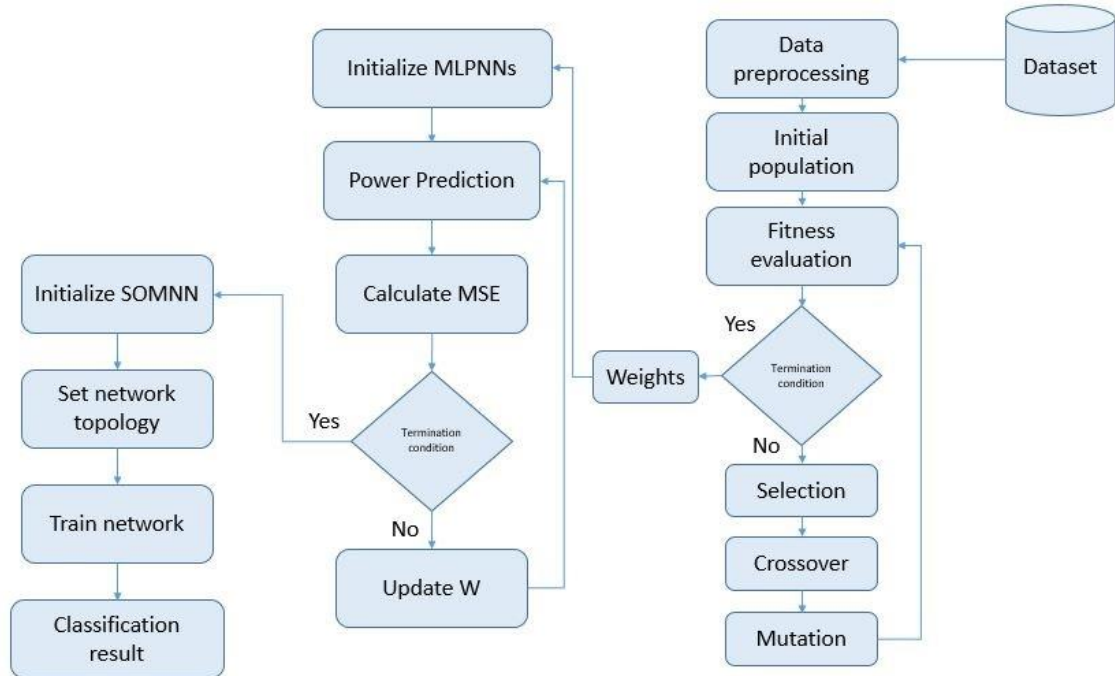 Dataset
Data
preprocessing
Initial
population
Fitness
evaluation
Termination
condition
Yes
No
Selection
Crossover
Mutation
Weights
Initialize MLPNNs
Power Prediction
Calculate MSE
Termination
condition
Yes
No
Update W
Initialize SOMNN
Set network
topology
Train network
Classification
result